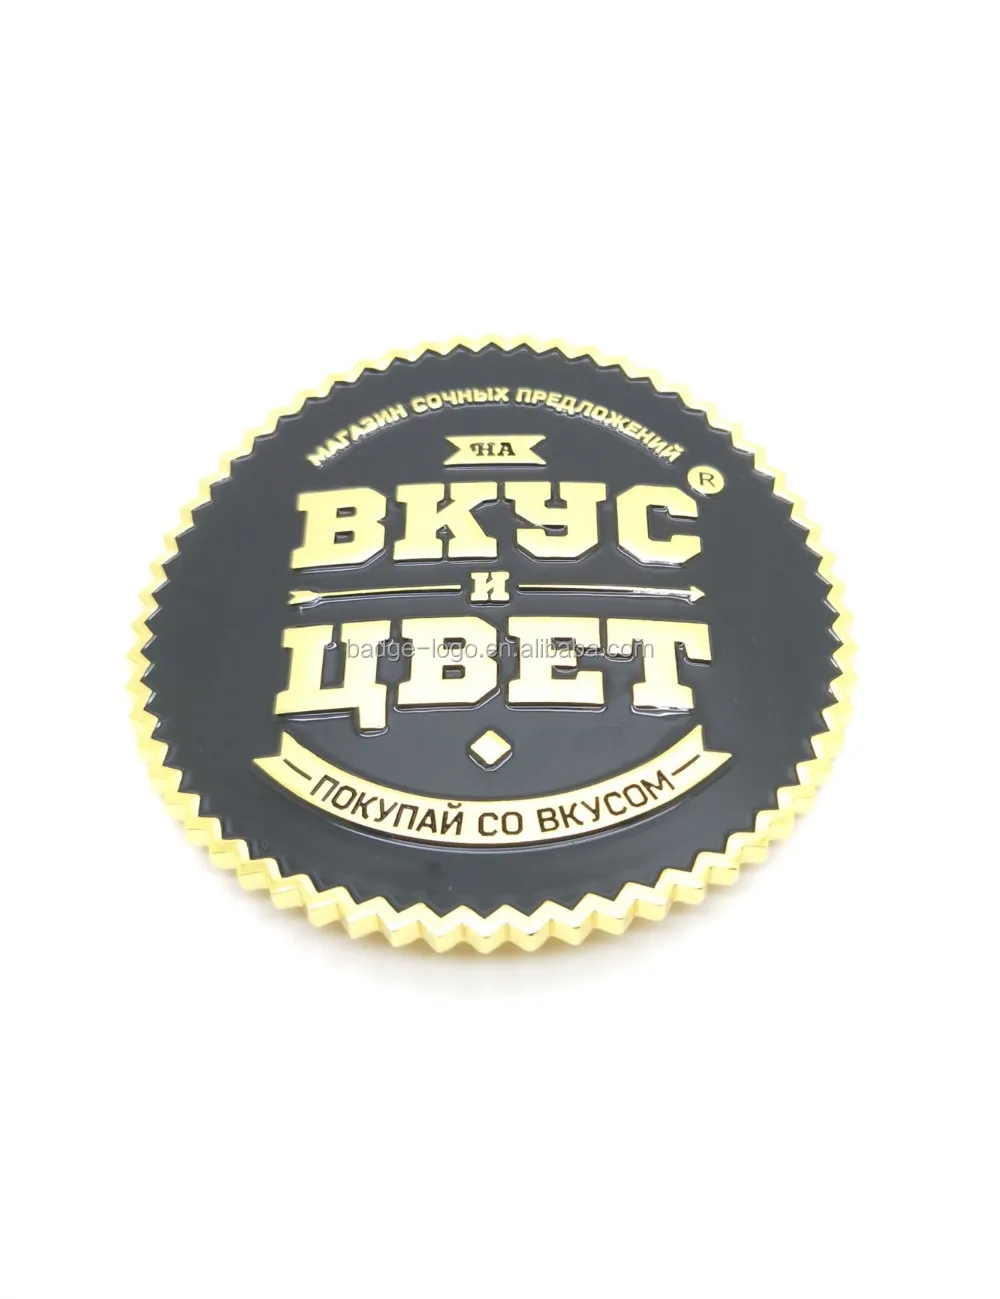 МАГАЗИН СОЧНЫХ ПРЕДЛОЖЕНИЙ
НА
ВКУС ®
И
ЦВЕТ
badge-logo.en.alibaba.com
ПОКУПАЙ СО ВКУСОМ